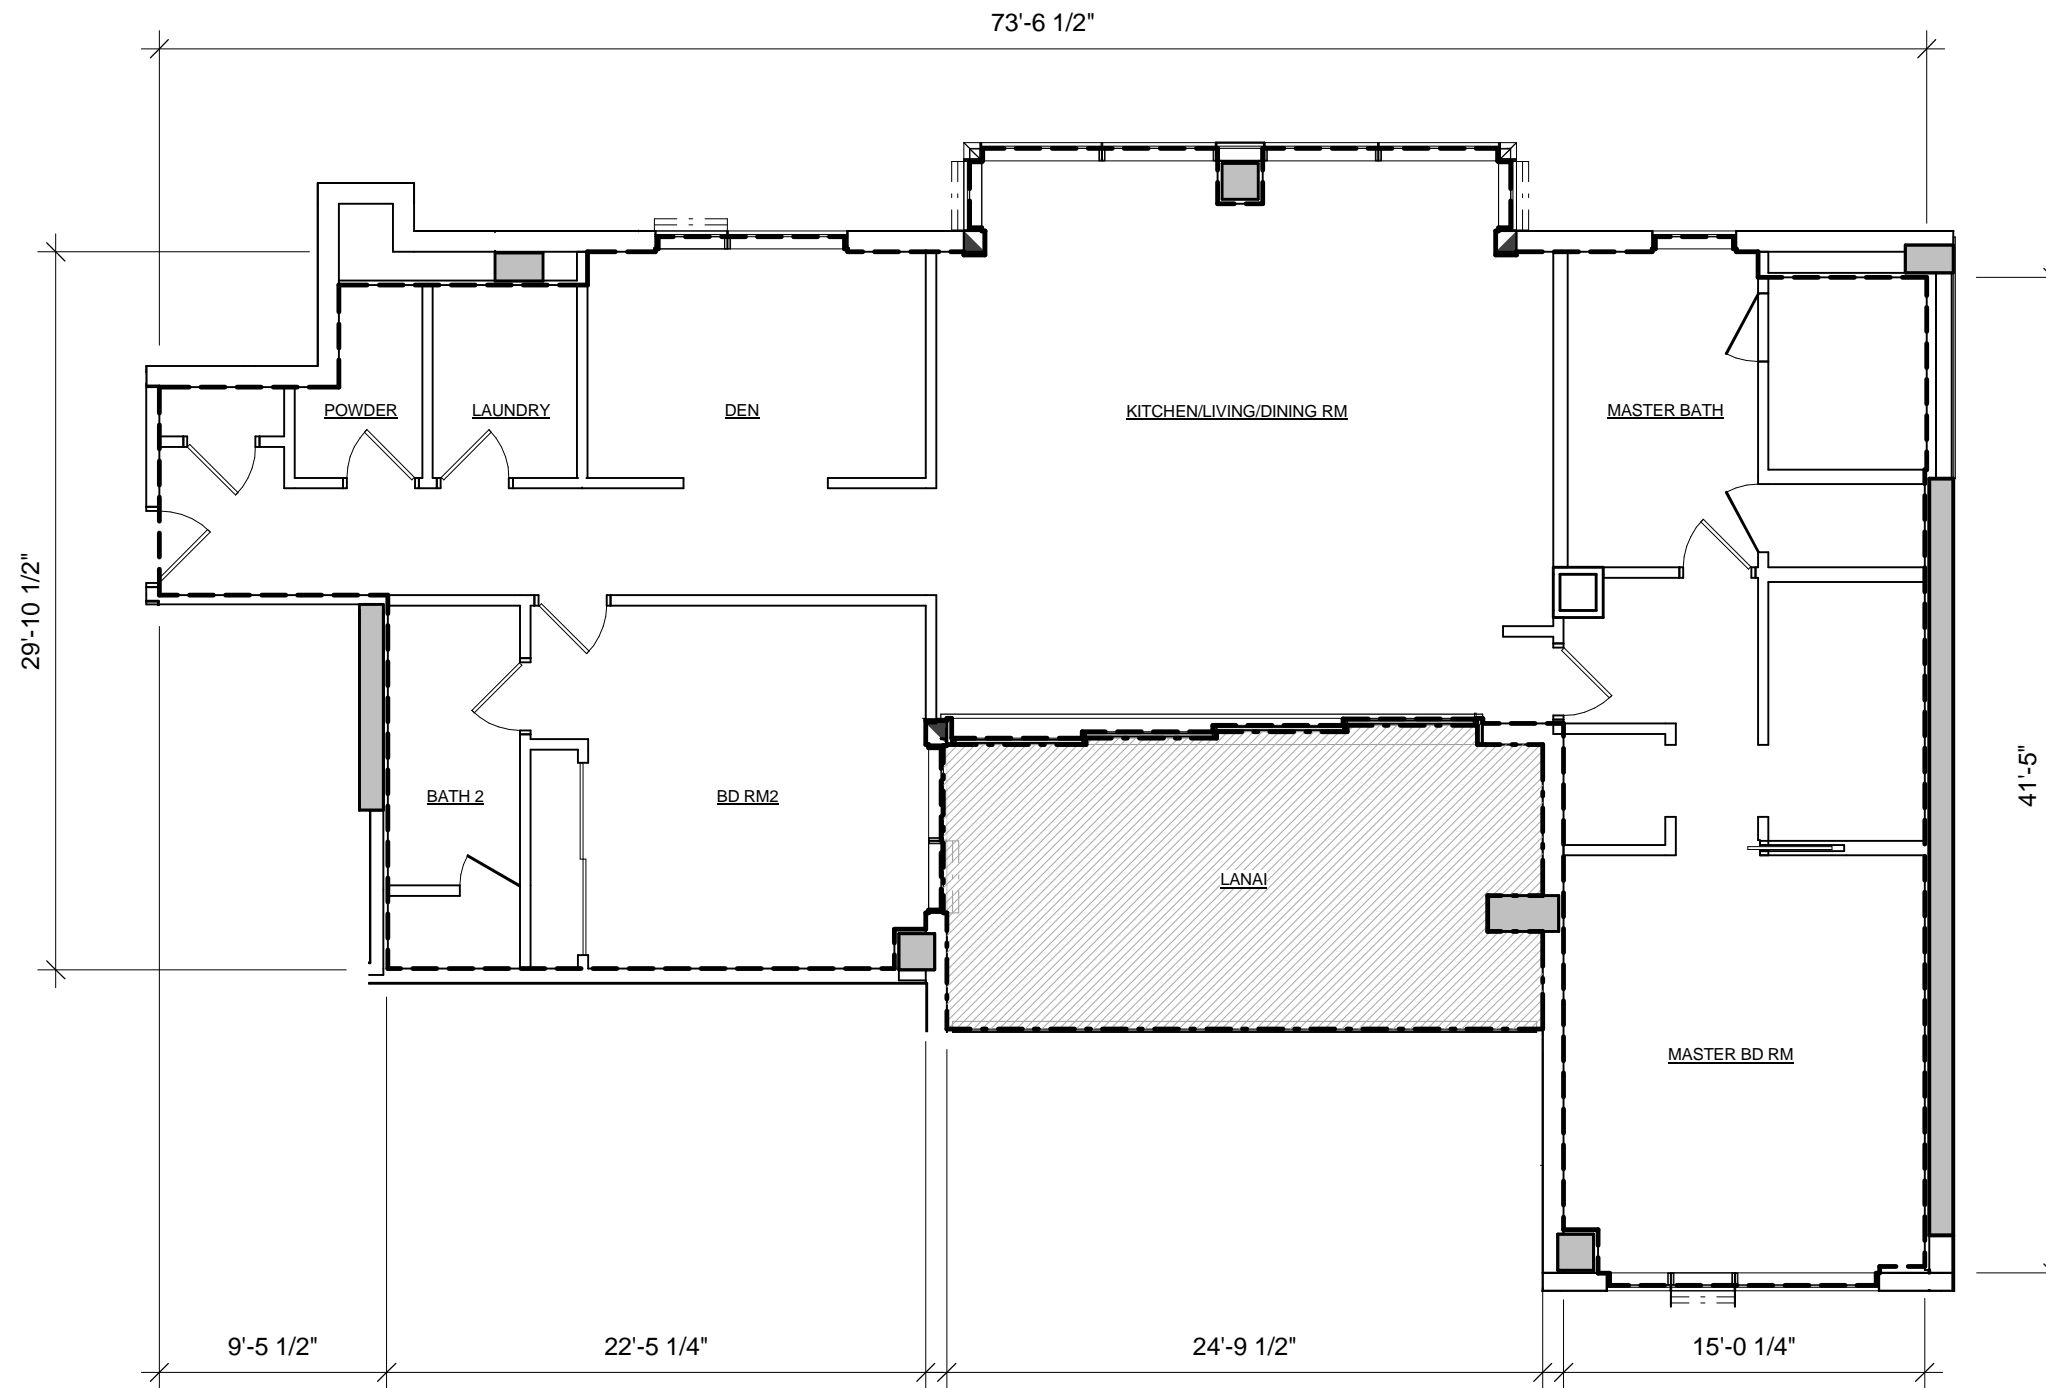 73'-6 1/2"
POWDER
LAUNDRY
DEN
KITCHEN/LIVING/DINING RM
MASTER BATH
29'-10 1/2"
41'-5"
BATH 2
BD RM2
LANAI
MASTER BD RM
9'-5 1/2"
22'-5 1/4"
24'-9 1/2"
15'-0 1/4"